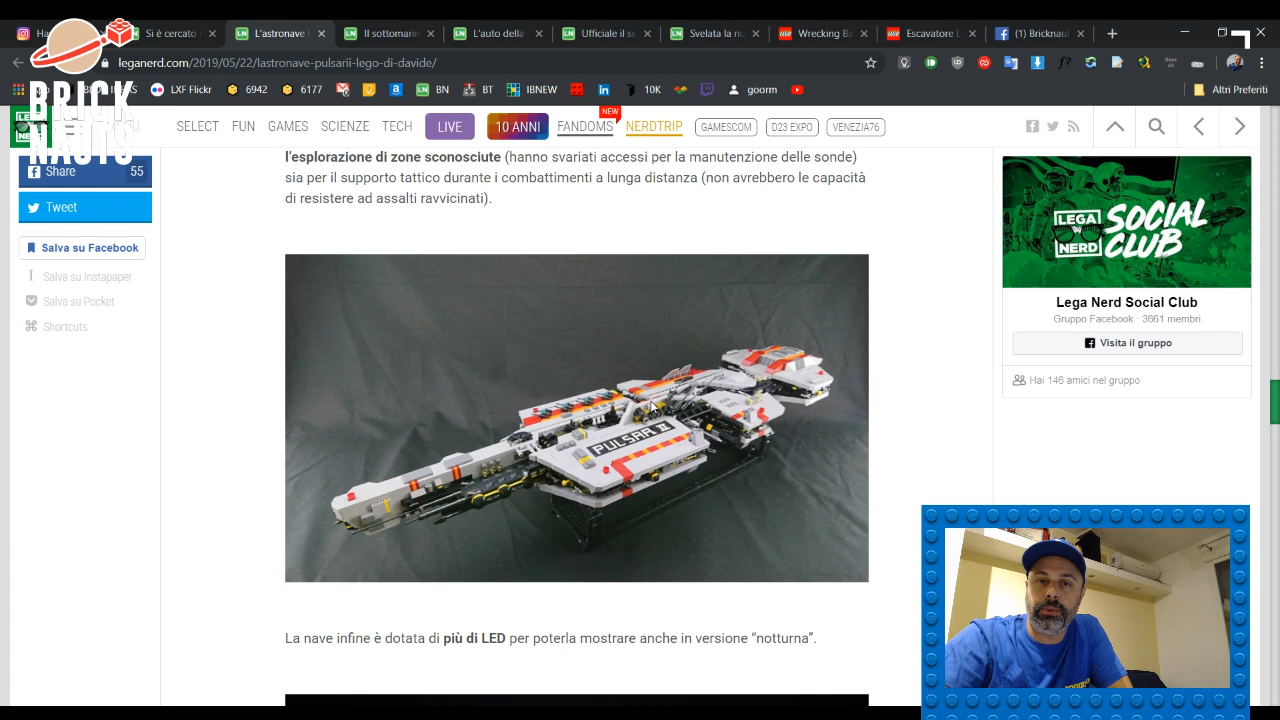 Si è cercato
L'astronave
Il sottomarin
L'auto della
Ufficiale il se
Svelata la nu
Wrecking Ba
Escavatore L
(1) Bricknaut
leganerd.com/2019/05/22/lastronave-pulsarii-lego-di-davide/
LXF Flickr
6942
6177
BN
BT
IBNEW
10K
goorm
Altri Preferiti
BRICK
NAUTS
SELECT
FUN
GAMES
SCIENZE
TECH
LIVE
10 ANNI
FANDOMS
NEW
NERDTRIP
GAMESCOM
D23 EXPO
VENEZIA76
Share
55
Tweet
Salva su Facebook
Salva su Instapaper
Salva su Pocket
Shortcuts
l'esplorazione di zone sconosciute (hanno svariati accessi per la manutenzione delle sonde)
sia per il supporto tattico durante i combattimenti a lunga distanza (non avrebbero le capacità
di resistere ad assalti ravvicinati).
PULSAR II
La nave infine è dotata di più di LED per poterla mostrare anche in versione “notturna”.
LEGA
NERD
SOCIAL
CLUB
Lega Nerd Social Club
Gruppo Facebook · 3661 membri
Visita il gruppo
Hai 146 amici nel gruppo